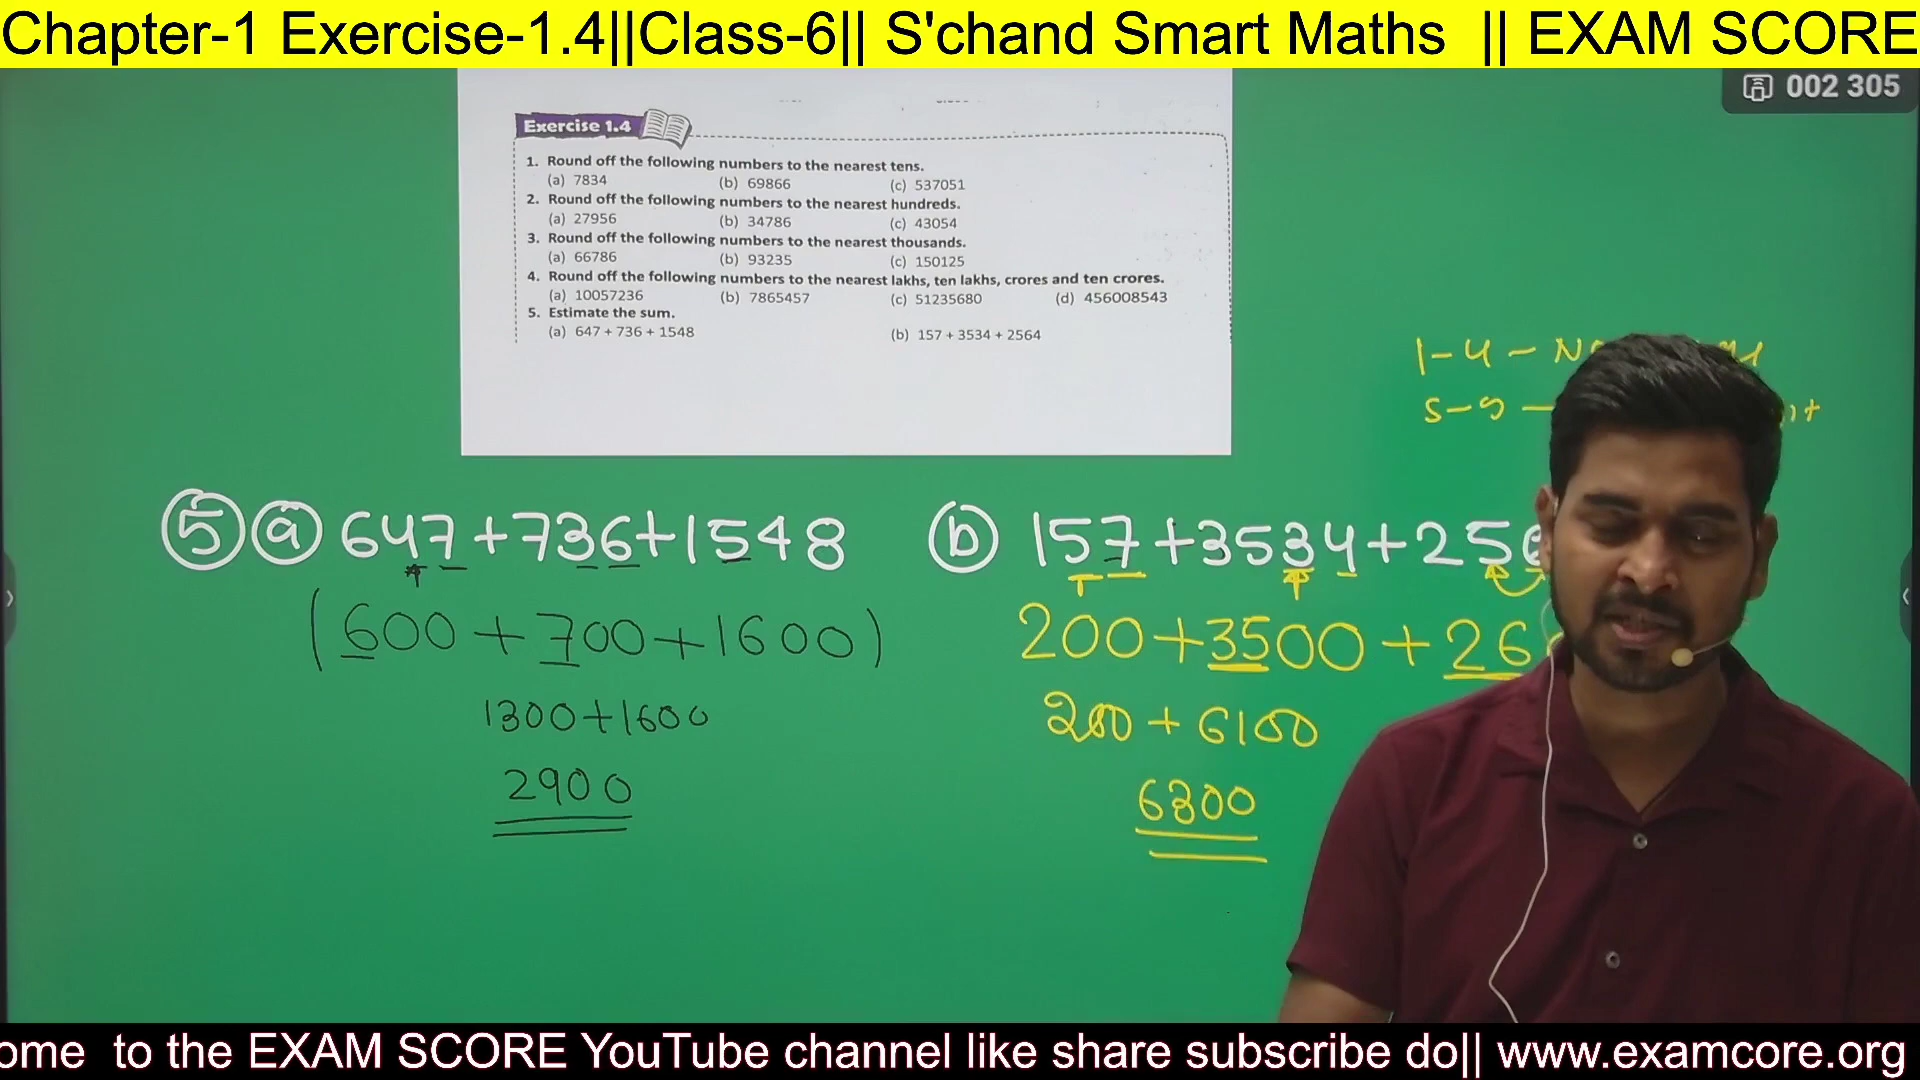 Chapter-1 Exercise-1.4||Class-6|| S'chand Smart Maths || EXAM SCORE
002 305
Exercise 1.4
1. Round off the following numbers to the nearest tens.
(a) 7834 (b) 69866 (c) 537051
2. Round off the following numbers to the nearest hundreds.
(a) 27956 (b) 34786 (c) 43054
3. Round off the following numbers to the nearest thousands.
(a) 66786 (b) 93235 (c) 150125
4. Round off the following numbers to the nearest lakhs, ten lakhs, crores and ten crores.
(a) 10057236 (b) 7865457 (c) 51235680 (d) 456008543
5. Estimate the sum.
(a) 647 + 736 + 1548 (b) 157 + 3534 + 2564
1-4 - N
5-9 -
5 a 647+736+1548
(600+700+1600)
1300+1600
2900
b 157+3534+256
200+3500+260
200+6100
6300
ome to the EXAM SCORE YouTube channel like share subscribe do|| www.examcore.org